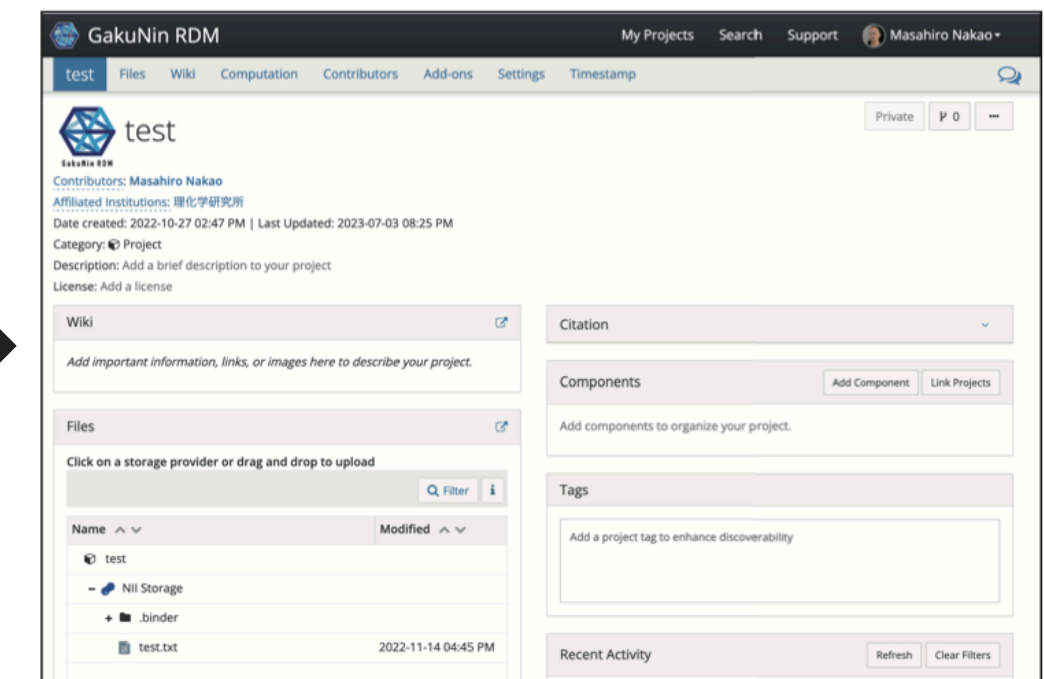 GakuNin RDM My Projects Search Support Masahiro Nakao
test Files Wiki Computation Contributors Add-ons Settings Timestamp
test
GakuNin RDM
Private 0 ...
Contributors: Masahiro Nakao
Affiliated Institutions: 理化学研究所
Date created: 2022-10-27 02:47 PM | Last Updated: 2023-07-03 08:25 PM
Category: Project
Description: Add a brief description to your project
License: Add a license
Wiki
Add important information, links, or images here to describe your project.
Files
Click on a storage provider or drag and drop to upload
Filter i
Name Modified
test
NII Storage
.binder
test.txt 2022-11-14 04:45 PM
Citation
Components Add Component Link Projects
Add components to organize your project.
Tags
Add a project tag to enhance discoverability
Recent Activity Refresh Clear Filters